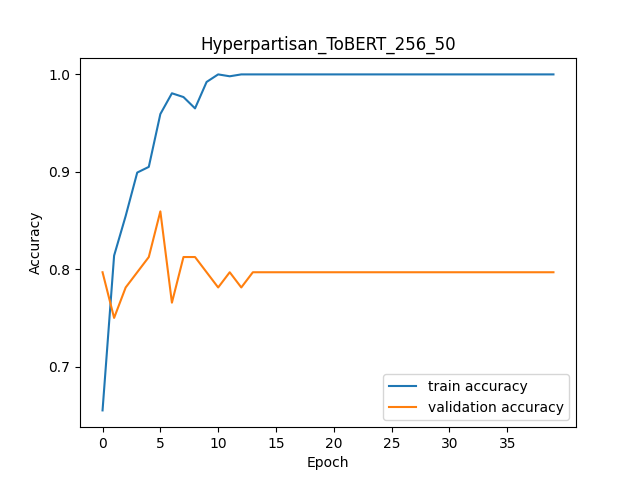 Hyperpartisan_ToBERT_256_50
1.0
0.9
0.8
0.7
Accuracy
train accuracy
validation accuracy
0 5 10 15 20 25 30 35
Epoch